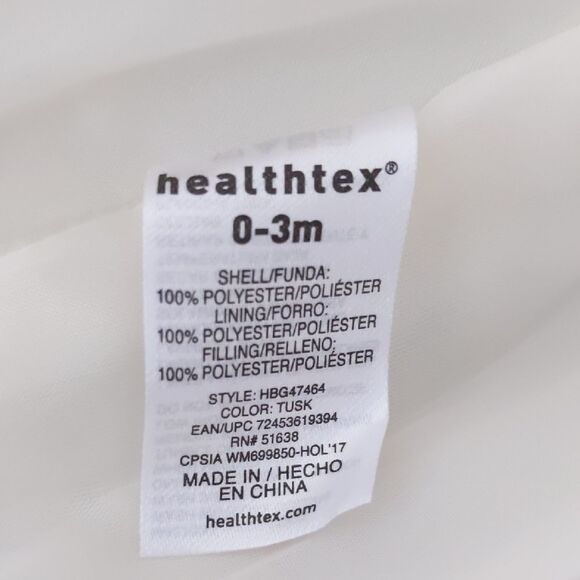 healthtex®
0-3m
SHELL/FUNDA:
100% POLYESTER/POLIÉSTER
LINING/FORRO:
100% POLYESTER/POLIÉSTER
FILLING/RELLENO:
100% POLYESTER/POLIÉSTER
STYLE: HBG47464
COLOR: TUSK
EAN/UPC 72453619394
RN# 51638
CPSIA WM699850-HOL'17
MADE IN / HECHO
EN CHINA
healthtex.com